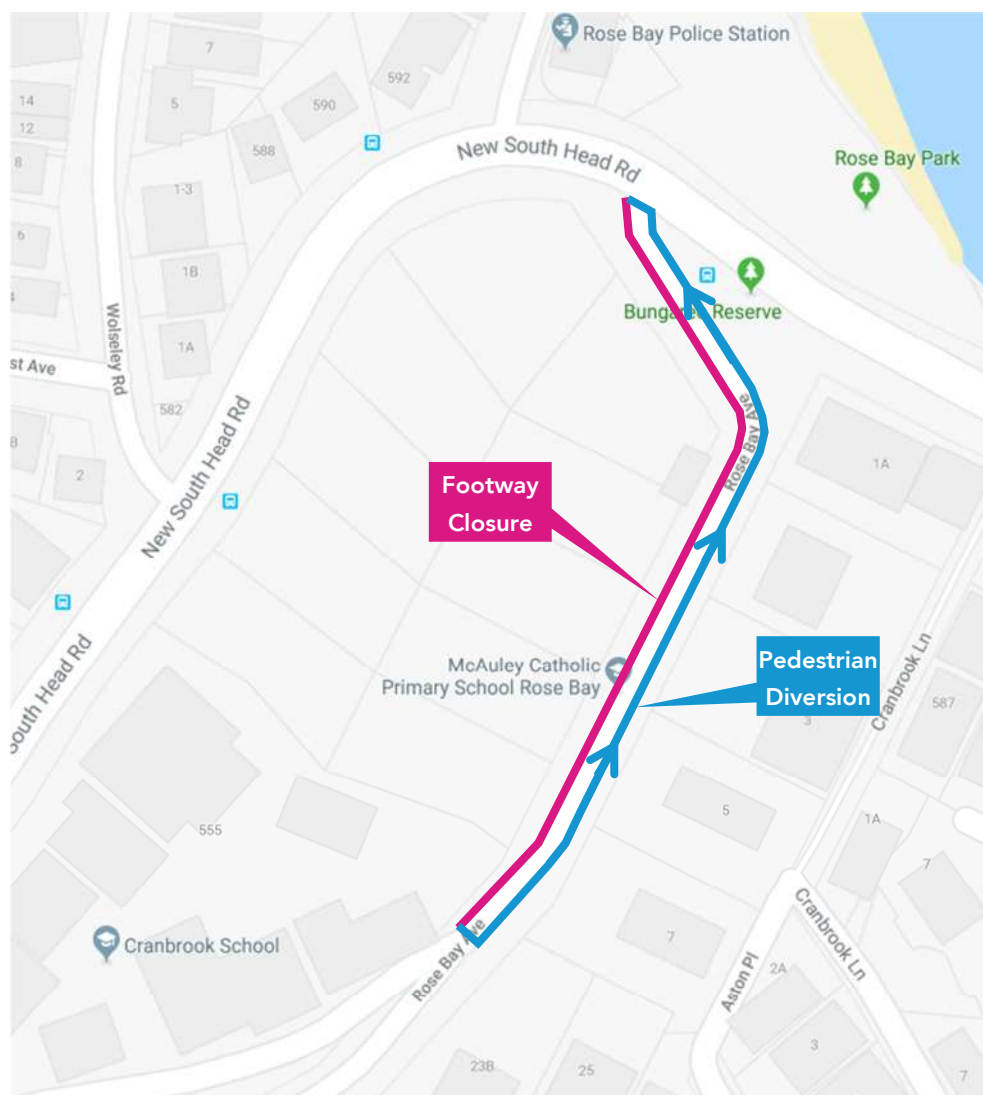 Rose Bay Police Station
7
592
14
5
590
12
588
New South Head Rd
Rose Bay Park
8
1-3
6
1B
Bungaree Reserve
Wolseley Rd
1A
st Ave
582
New South Head Rd
Rose Bay Ave
2
1A
Footway
Closure
Pedestrian
Diversion
McAuley Catholic
Primary School Rose Bay
Cranbrook Ln
587
3
South Head Rd
5
1A
555
7
Cranbrook School
7
Cranbrook Ln
Rose Bay Ave
Aston Pl
2A
3
23B
25
7